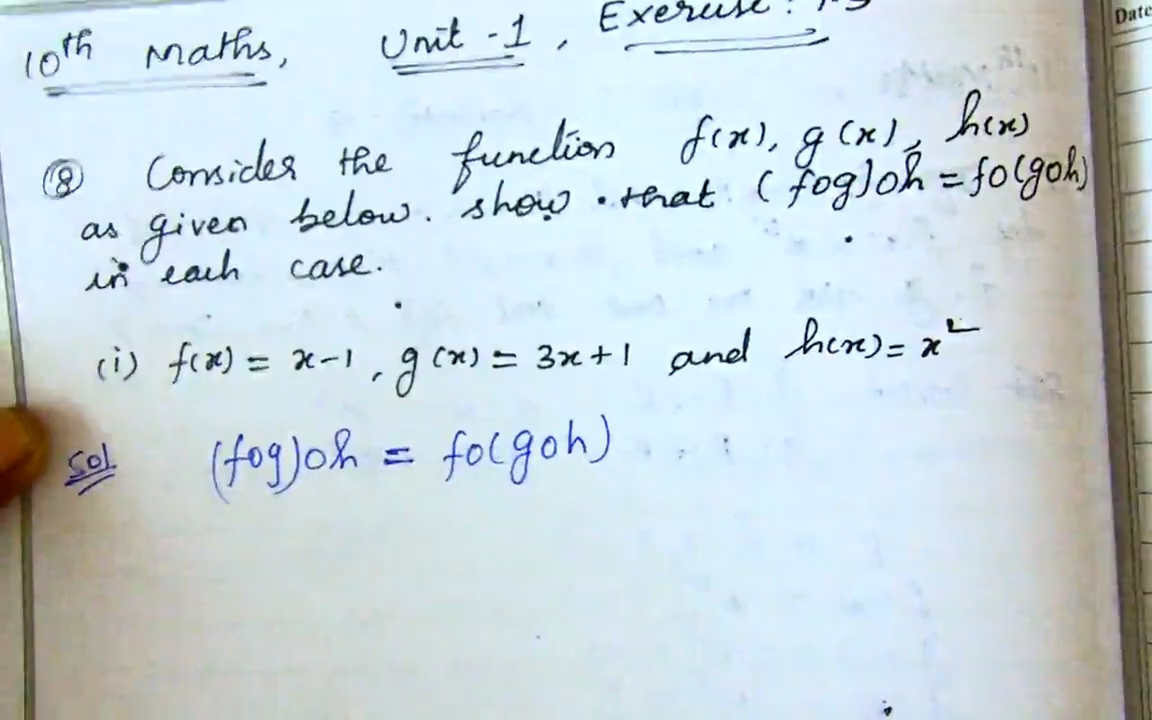 10th Maths, Unit -1, Exercise:
Date
⑧ Consider the function f(x), g(x), h(x)
as given below. show that (fog)oh = fo(goh)
in each case.
(i) f(x) = x-1, g(x) = 3x+1 and h(x) = x²
Sol (fog)oh = fo(goh)